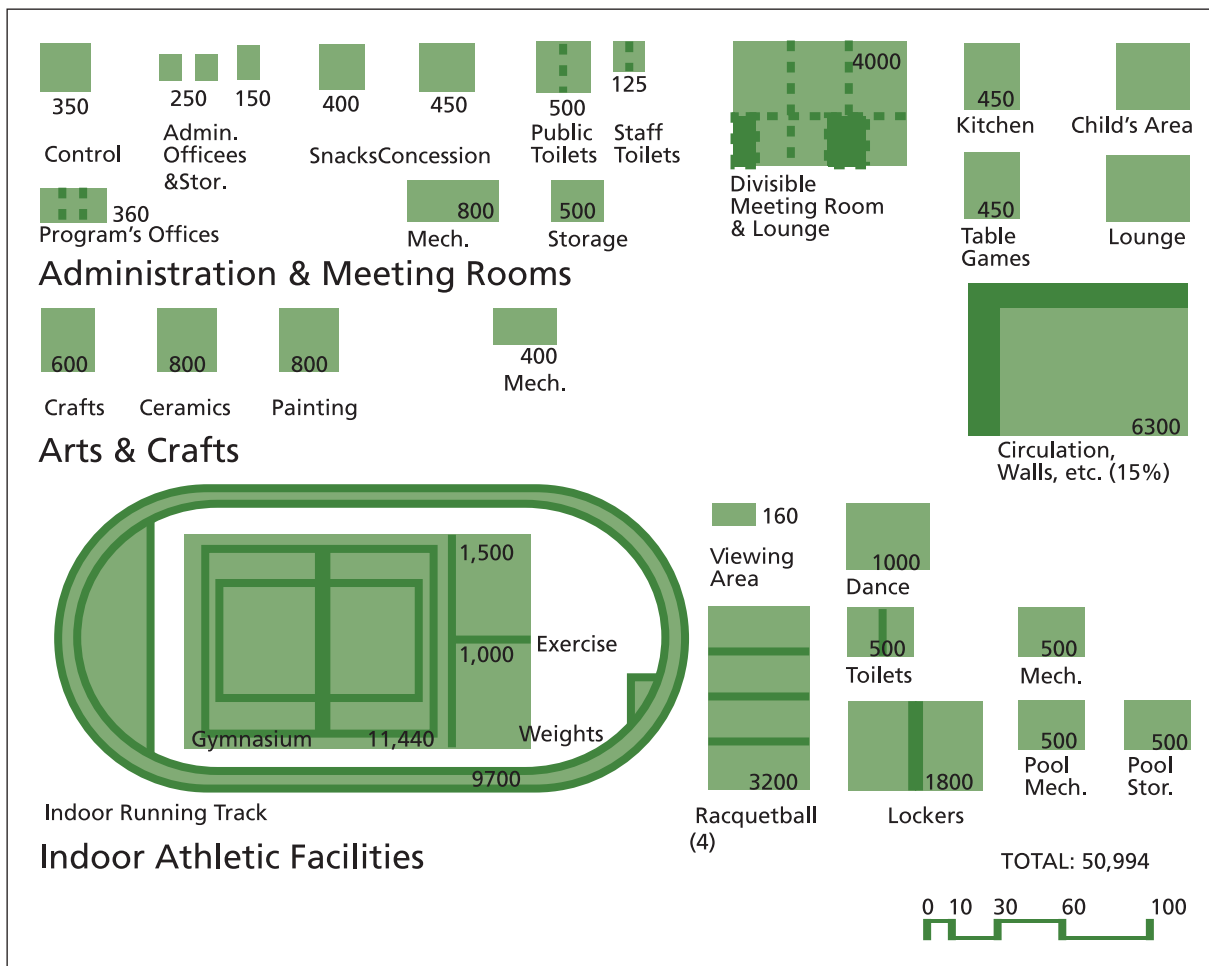 350
Control
250
150
Admin.
Officees
&Stor.
400
Snacks
450
Concession
500
Public
Toilets
125
Staff
Toilets
4000
Divisible
Meeting Room
& Lounge
450
Kitchen
Child's Area
360
Program's Offices
800
Mech.
500
Storage
450
Table
Games
Lounge
Administration & Meeting Rooms
600
Crafts
800
Ceramics
800
Painting
400
Mech.
6300
Circulation,
Walls, etc. (15%)
Arts & Crafts
1,500
1,000
Exercise
Gymnasium
11,440
Weights
9700
Indoor Running Track
160
Viewing
Area
1000
Dance
3200
Racquetball
(4)
500
Toilets
500
Mech.
1800
Lockers
500
Pool
Mech.
500
Pool
Stor.
Indoor Athletic Facilities
TOTAL: 50,994
0 10 30 60 100